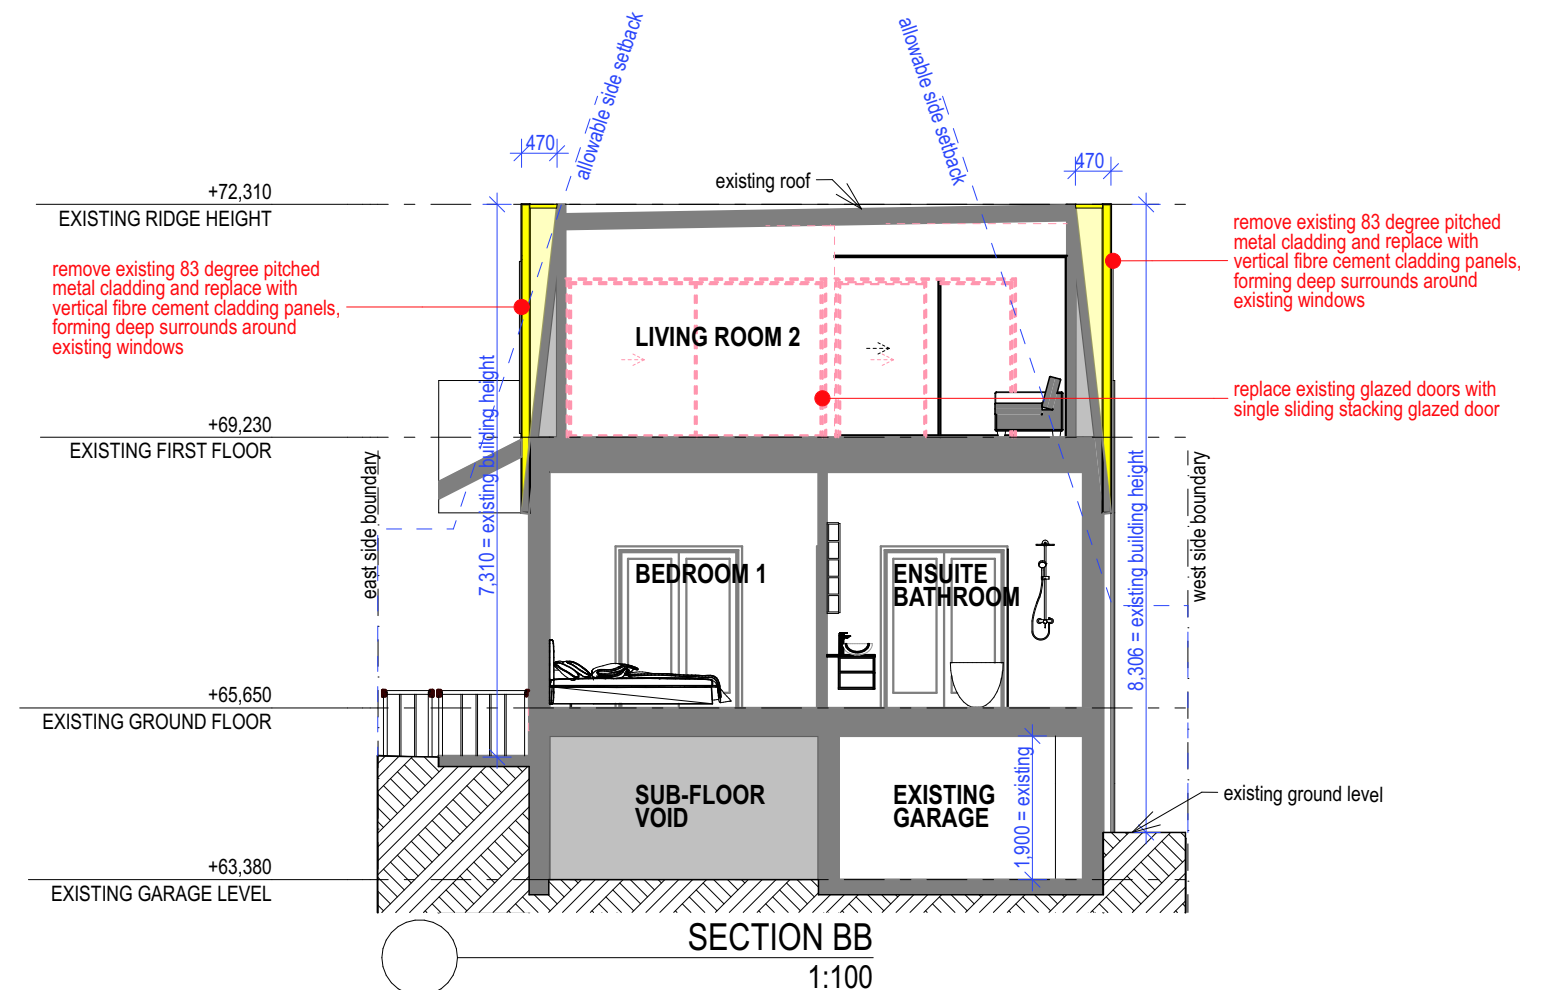 allowable side setback
allowable side setback
470
470
existing roof
+72,310
EXISTING RIDGE HEIGHT
remove existing 83 degree pitched
metal cladding and replace with
vertical fibre cement cladding panels,
forming deep surrounds around
existing windows
remove existing 83 degree pitched
metal cladding and replace with
vertical fibre cement cladding panels,
forming deep surrounds around
existing windows
LIVING ROOM 2
replace existing glazed doors with
single sliding stacking glazed door
+69,230
EXISTING FIRST FLOOR
east side boundary
7,310 = existing building height
8,306 = existing building height
west side boundary
BEDROOM 1
ENSUITE
BATHROOM
+65,650
EXISTING GROUND FLOOR
SUB-FLOOR
VOID
EXISTING
GARAGE
1,900 = existing
existing ground level
+63,380
EXISTING GARAGE LEVEL
SECTION BB
1:100